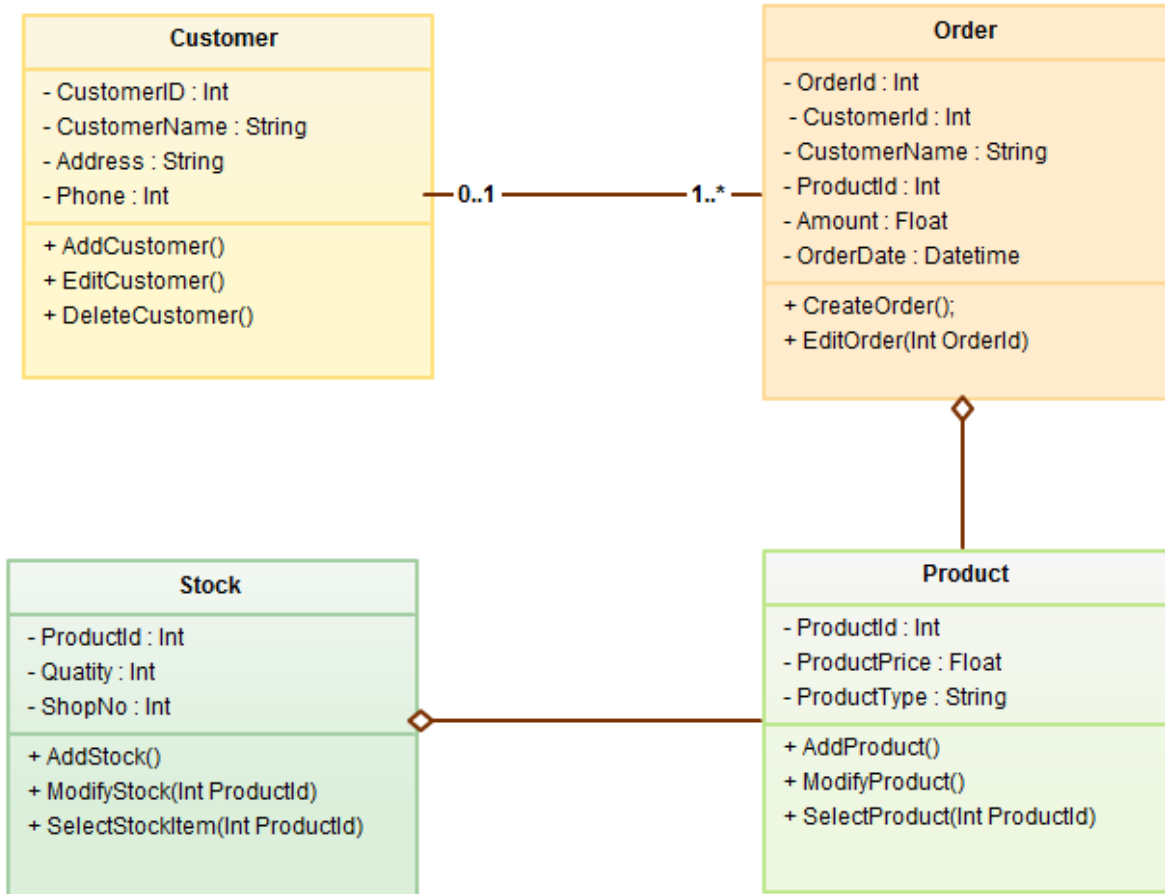 Customer
- CustomerID : Int
- CustomerName : String
- Address : String
- Phone : Int
+ AddCustomer()
+ EditCustomer()
+ DeleteCustomer()
0..1
1..*
Order
- OrderId : Int
- CustomerId : Int
- CustomerName : String
- ProductId : Int
- Amount : Float
- OrderDate : Datetime
+ CreateOrder();
+ EditOrder(Int OrderId)
Stock
- ProductId : Int
- Quatity : Int
- ShopNo : Int
+ AddStock()
+ ModifyStock(Int ProductId)
+ SelectStockItem(Int ProductId)
Product
- ProductId : Int
- ProductPrice : Float
- ProductType : String
+ AddProduct()
+ ModifyProduct()
+ SelectProduct(Int ProductId)